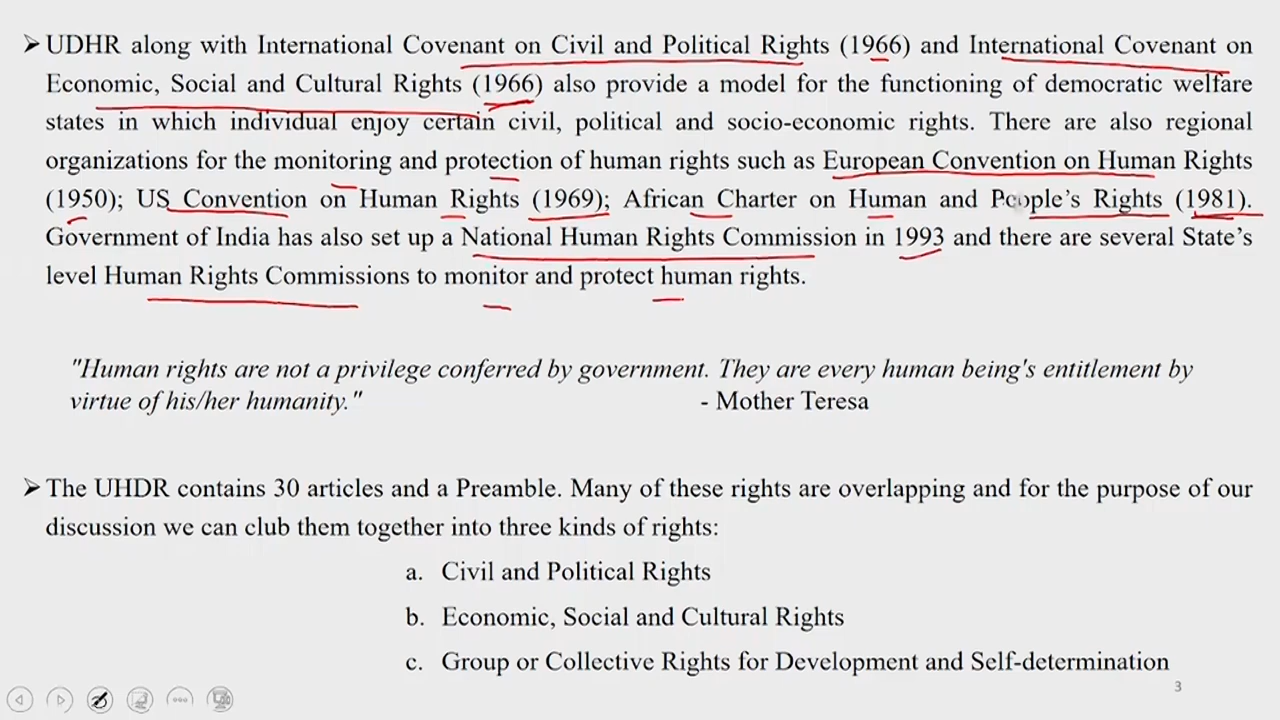 ➢ UDHR along with International Covenant on Civil and Political Rights (1966) and International Covenant on
Economic, Social and Cultural Rights (1966) also provide a model for the functioning of democratic welfare
states in which individual enjoy certain civil, political and socio-economic rights. There are also regional
organizations for the monitoring and protection of human rights such as European Convention on Human Rights
(1950); US Convention on Human Rights (1969); African Charter on Human and People's Rights (1981).
Government of India has also set up a National Human Rights Commission in 1993 and there are several State's
level Human Rights Commissions to monitor and protect human rights.
"Human rights are not a privilege conferred by government. They are every human being's entitlement by
virtue of his/her humanity." - Mother Teresa
➢ The UHDR contains 30 articles and a Preamble. Many of these rights are overlapping and for the purpose of our
discussion we can club them together into three kinds of rights:
a. Civil and Political Rights
b. Economic, Social and Cultural Rights
c. Group or Collective Rights for Development and Self-determination
3